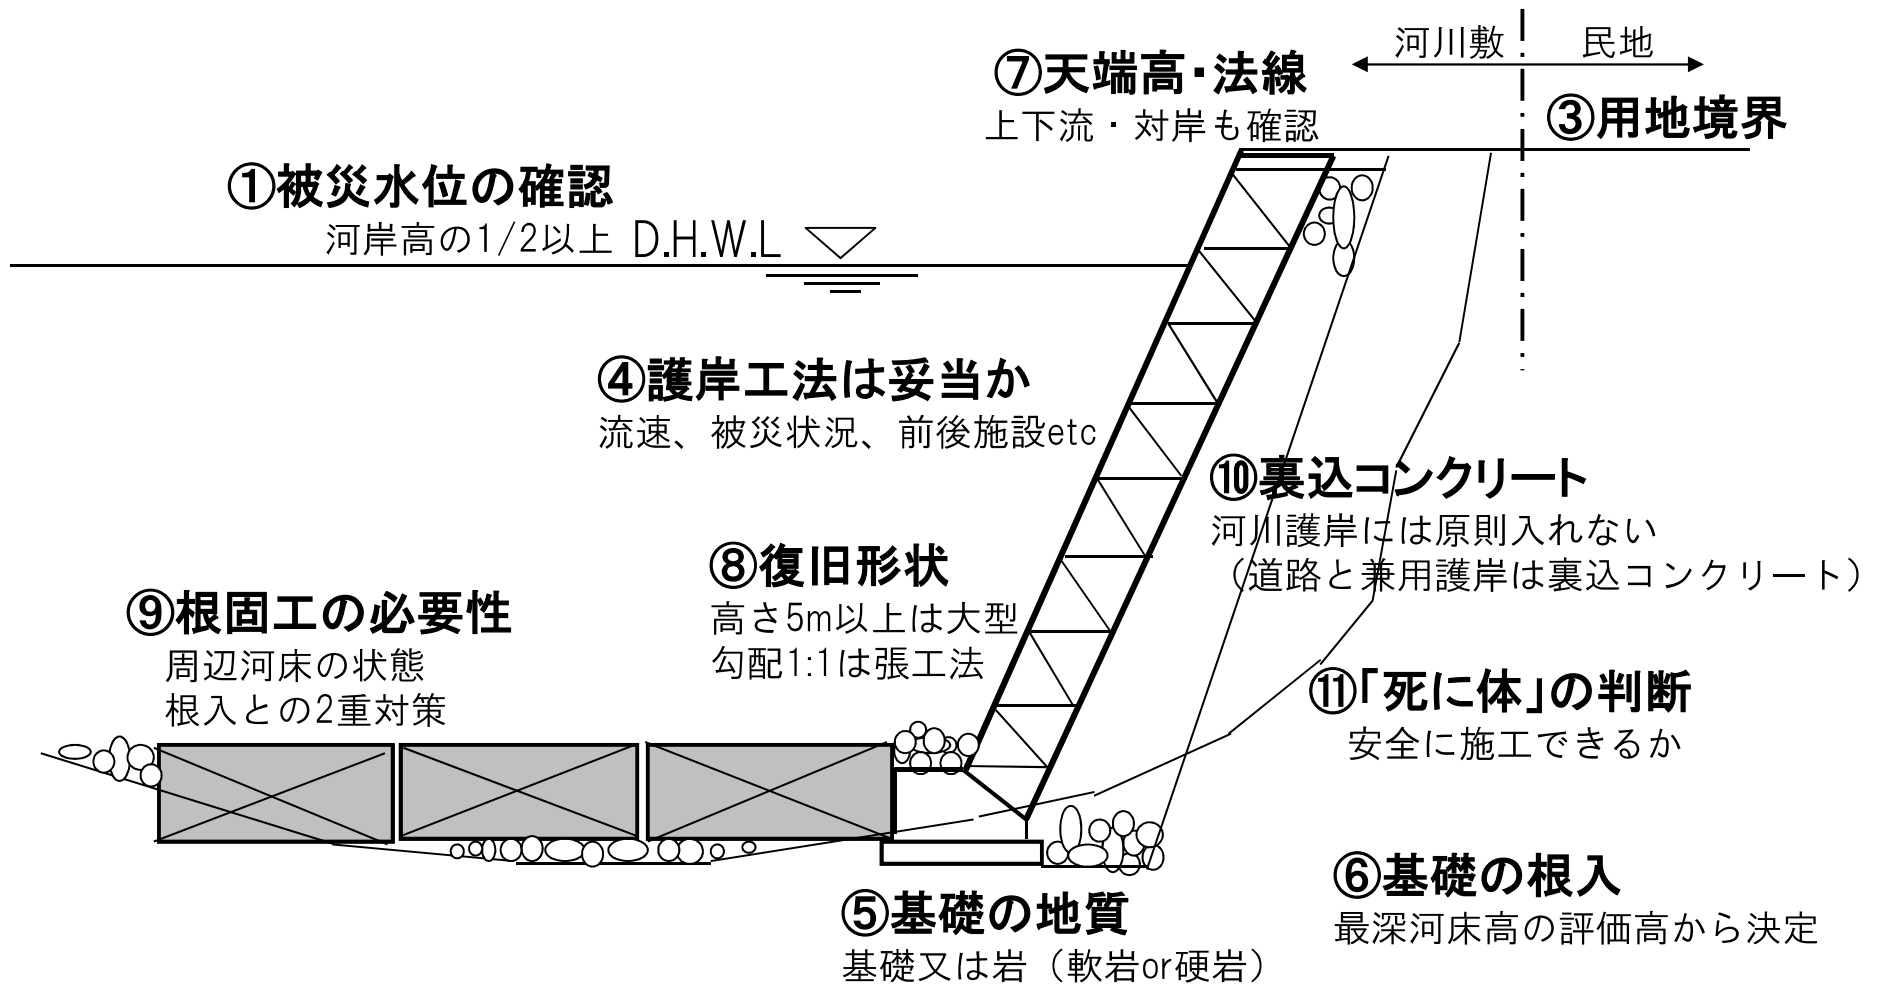 河川敷 民地
⑦天端高・法線
上下流・対岸も確認
③用地境界
①被災水位の確認
河岸高の1/2以上 D.H.W.L
④護岸工法は妥当か
流速、被災状況、前後施設etc
⑩裏込コンクリート
河川護岸には原則入れない
（道路と兼用護岸は裏込コンクリート）
⑧復旧形状
高さ5m以上は大型
勾配1:1は張工法
⑨根固工の必要性
周辺河床の状態
根入との2重対策
⑪「死に体」の判断
安全に施工できるか
⑥基礎の根入
最深河床高の評価高から決定
⑤基礎の地質
基礎又は岩（軟岩or硬岩）